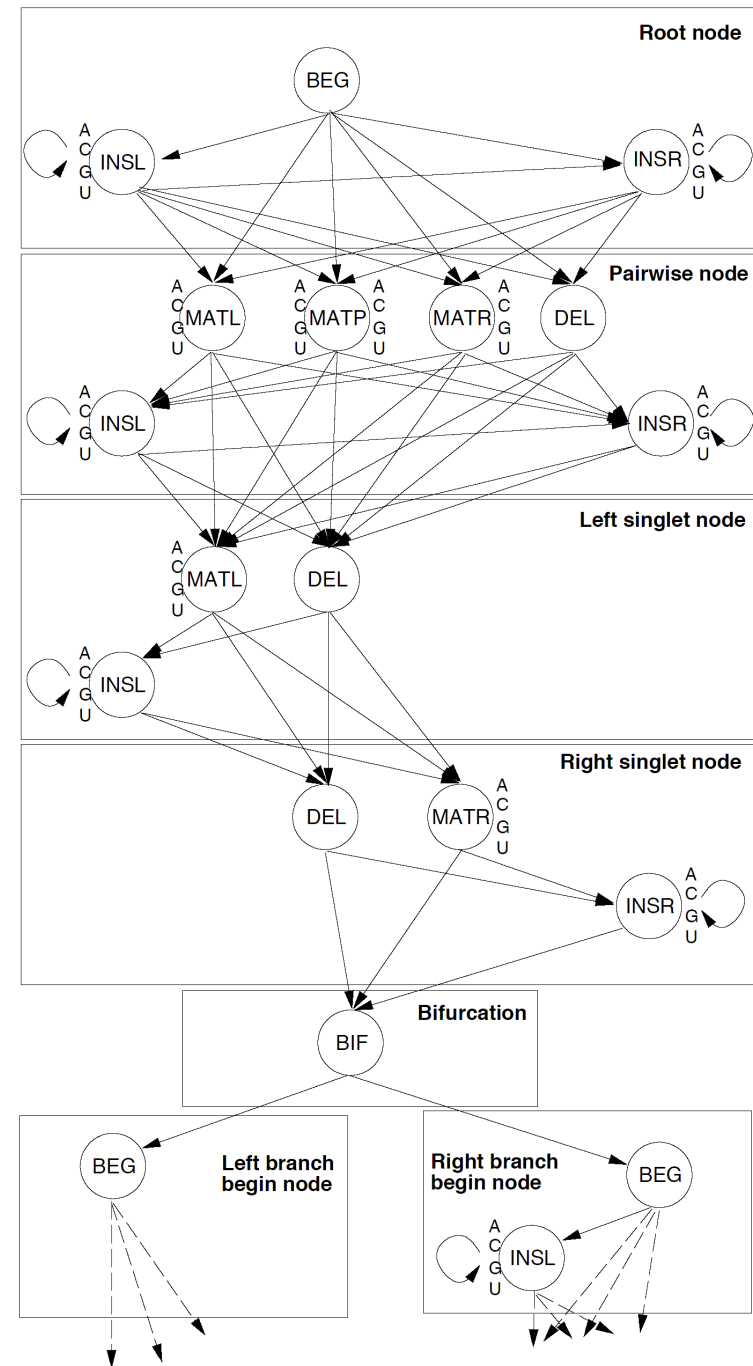 Root node
BEG
A
C
G
U
INSL
INSR
A
C
G
U
Pairwise node
A
C
G
U
MATL
A
C
G
U
MATP
A
C
G
U
MATR
A
C
G
U
DEL
A
C
G
U
INSL
INSR
A
C
G
U
Left singlet node
A
C
G
U
MATL
DEL
A
C
G
U
INSL
Right singlet node
DEL
MATR
A
C
G
U
INSR
A
C
G
U
Bifurcation
BIF
BEG
Left branch
begin node
Right branch
begin node
BEG
A
C
G
U
INSL